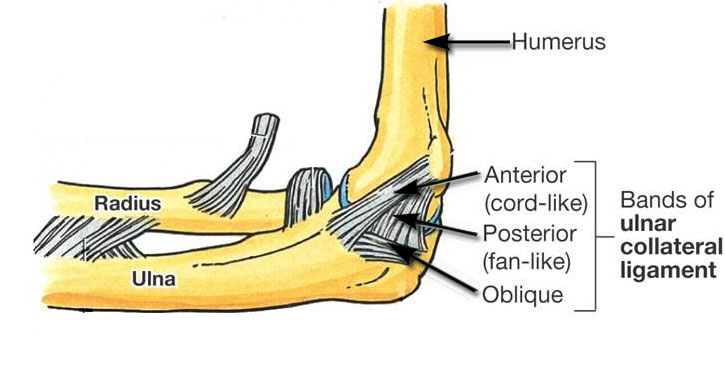 Humerus
Radius
Ulna
Anterior
(cord-like)
Posterior
(fan-like)
Oblique
Bands of
ulnar
collateral
ligament